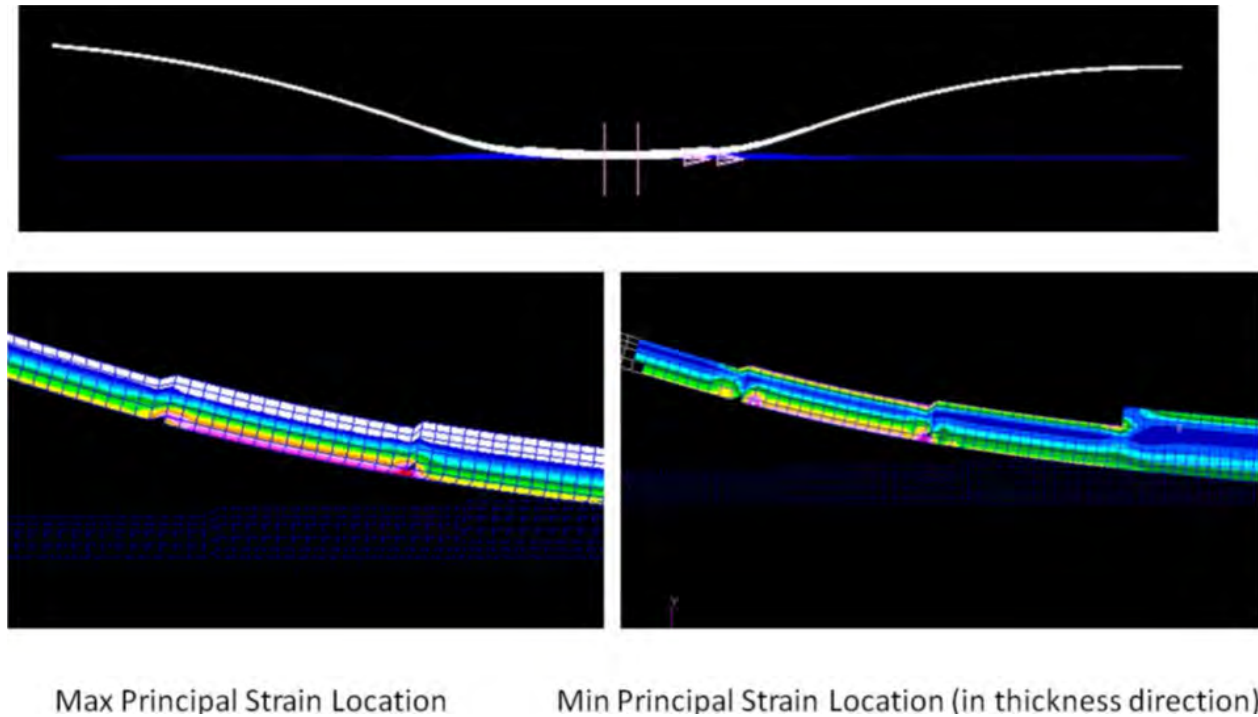 Y
Max Principal Strain Location
Min Principal Strain Location (in thickness direction)